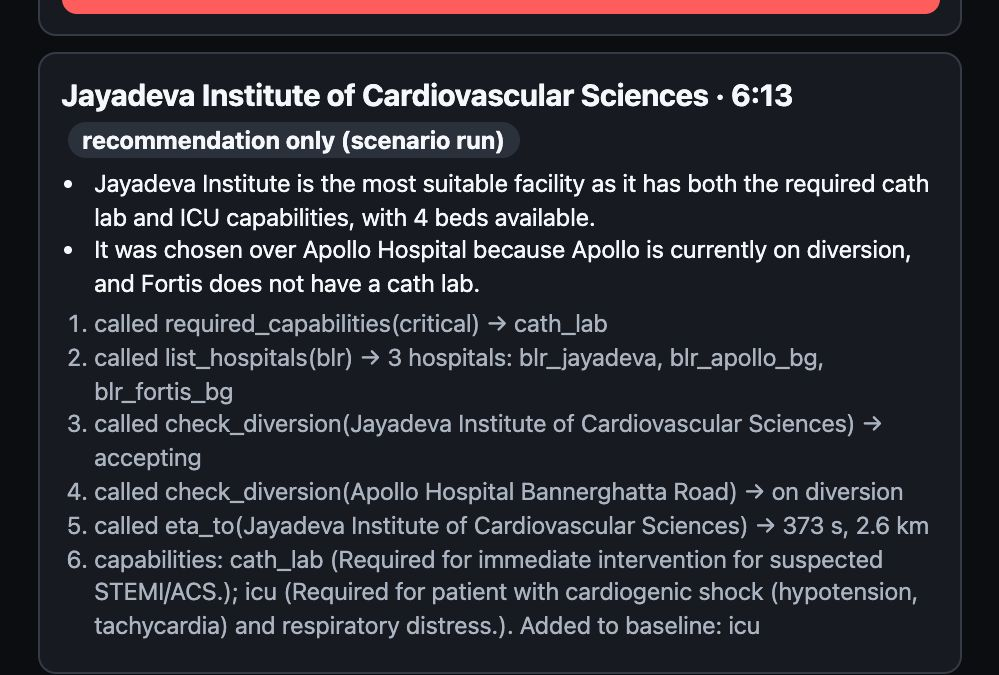 Jayadeva Institute of Cardiovascular Sciences · 6:13
recommendation only (scenario run)
• Jayadeva Institute is the most suitable facility as it has both the required cath
lab and ICU capabilities, with 4 beds available.
• It was chosen over Apollo Hospital because Apollo is currently on diversion,
and Fortis does not have a cath lab.
1. called required_capabilities(critical) → cath_lab
2. called list_hospitals(blr) → 3 hospitals: blr_jayadeva, blr_apollo_bg,
blr_fortis_bg
3. called check_diversion(Jayadeva Institute of Cardiovascular Sciences) →
accepting
4. called check_diversion(Apollo Hospital Bannerghatta Road) → on diversion
5. called eta_to(Jayadeva Institute of Cardiovascular Sciences) → 373 s, 2.6 km
6. capabilities: cath_lab (Required for immediate intervention for suspected
STEMI/ACS.); icu (Required for patient with cardiogenic shock (hypotension,
tachycardia) and respiratory distress.). Added to baseline: icu